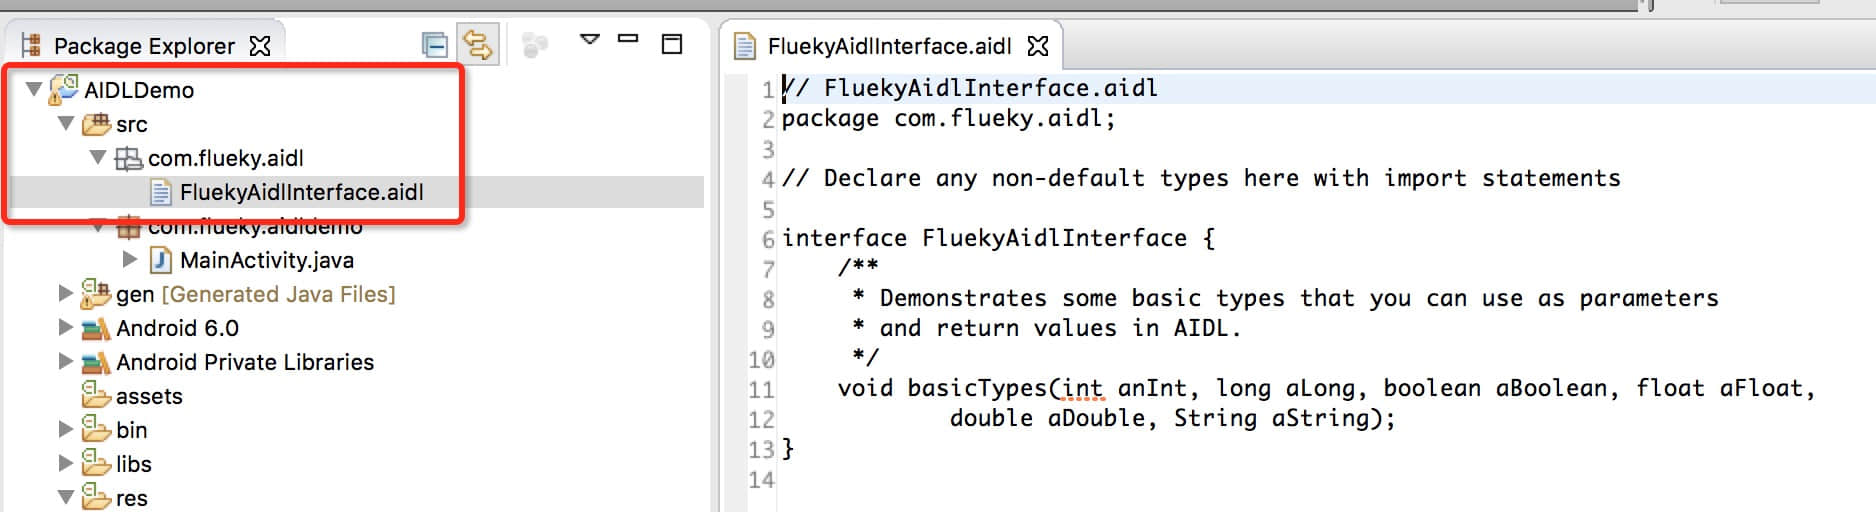 Package Explorer
AIDLDemo
src
com.flueky.aidl
FluekyAidlInterface.aidl
com.flueky.aidldemo
MainActivity.java
gen [Generated Java Files]
Android 6.0
Android Private Libraries
assets
bin
libs
res
FluekyAidlInterface.aidl
1 // FluekyAidlInterface.aidl
2 package com.flueky.aidl;
3
4 // Declare any non-default types here with import statements
5
6 interface FluekyAidlInterface {
7     /**
8      * Demonstrates some basic types that you can use as parameters
9      * and return values in AIDL.
10      */
11     void basicTypes(int anInt, long aLong, boolean aBoolean, float aFloat,
12             double aDouble, String aString);
13 }
14